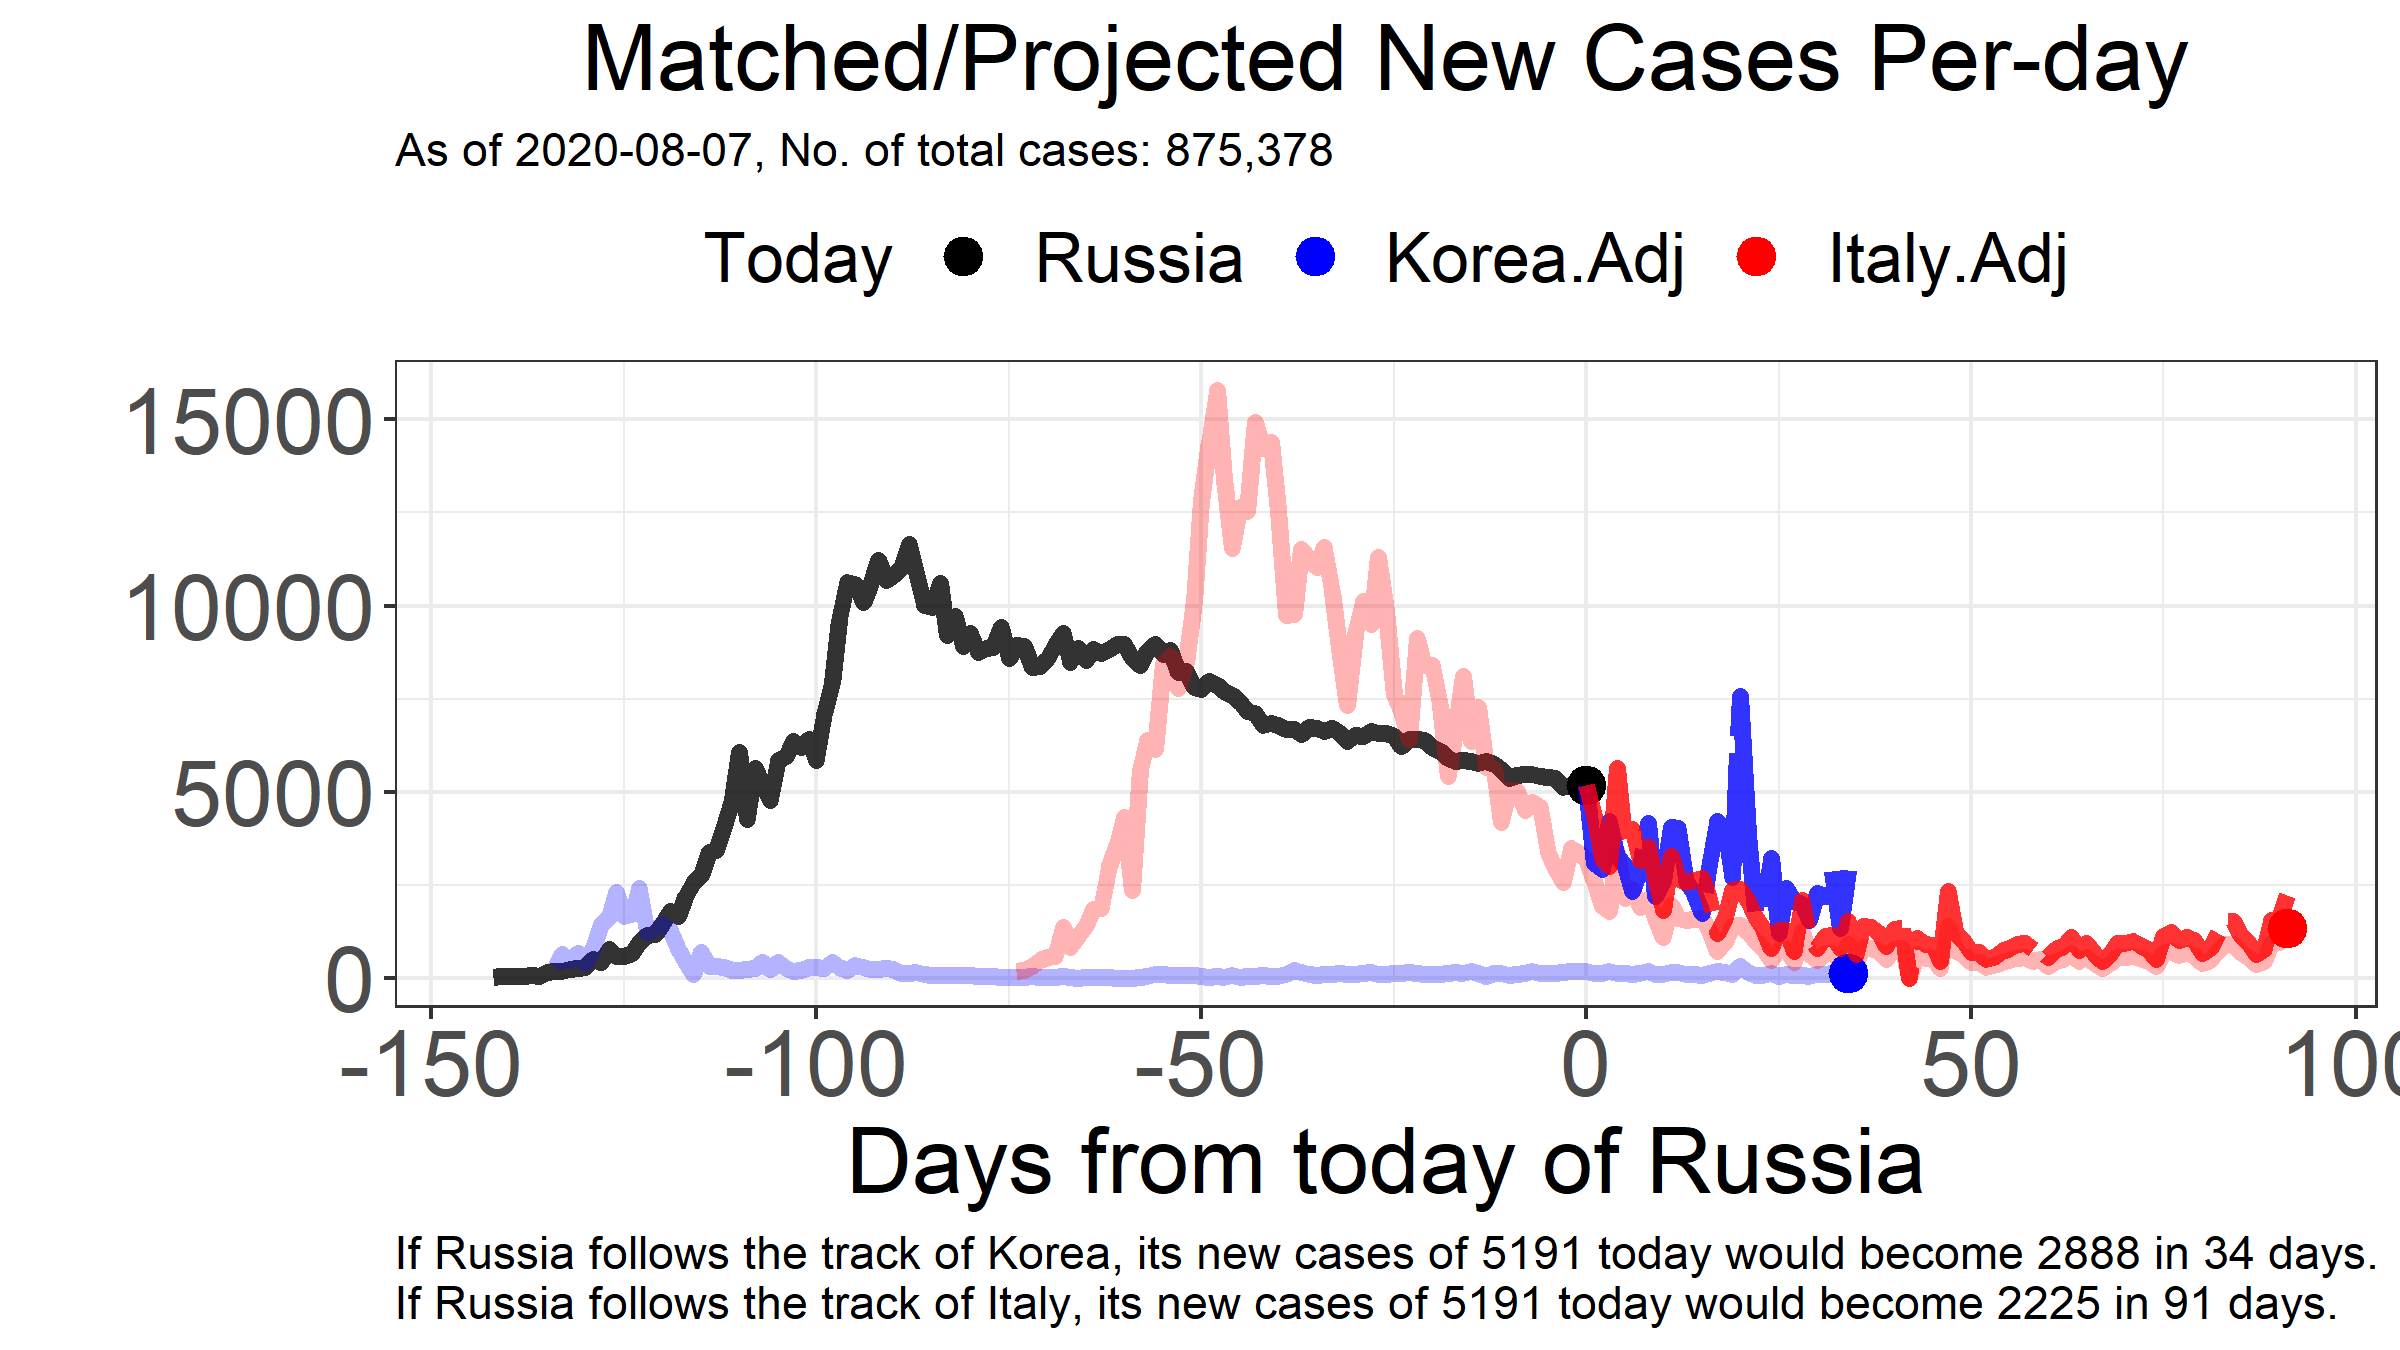 Matched/Projected New Cases Per-day
As of 2020-08-07, No. of total cases: 875,378
Today Russia Korea.Adj Italy.Adj
15000
10000
5000
0
-150 -100 -50 0 50 100
Days from today of Russia
If Russia follows the track of Korea, its new cases of 5191 today would become 2888 in 34 days.
If Russia follows the track of Italy, its new cases of 5191 today would become 2225 in 91 days.